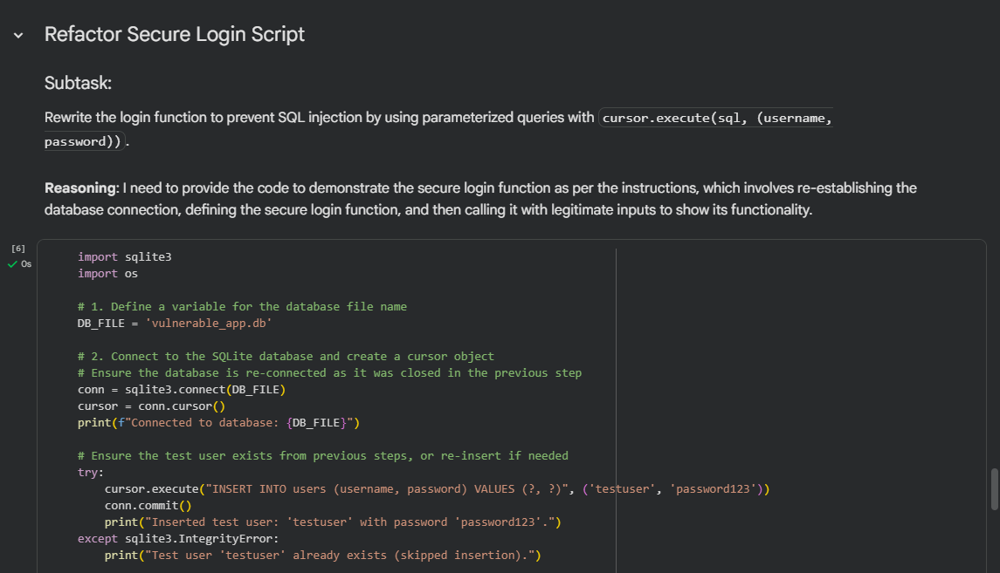 Refactor Secure Login Script
Subtask:
Rewrite the login function to prevent SQL injection by using parameterized queries with cursor.execute(sql, (username,
password)).
Reasoning: I need to provide the code to demonstrate the secure login function as per the instructions, which involves re-establishing the
database connection, defining the secure login function, and then calling it with legitimate inputs to show its functionality.
[6]
0s
import sqlite3
import os

# 1. Define a variable for the database file name
DB_FILE = 'vulnerable_app.db'

# 2. Connect to the SQLite database and create a cursor object
# Ensure the database is re-connected as it was closed in the previous step
conn = sqlite3.connect(DB_FILE)
cursor = conn.cursor()
print(f"Connected to database: {DB_FILE}")

# Ensure the test user exists from previous steps, or re-insert if needed
try:
    cursor.execute("INSERT INTO users (username, password) VALUES (?, ?)", ('testuser', 'password123'))
    conn.commit()
    print("Inserted test user: 'testuser' with password 'password123'.")
except sqlite3.IntegrityError:
    print("Test user 'testuser' already exists (skipped insertion).")